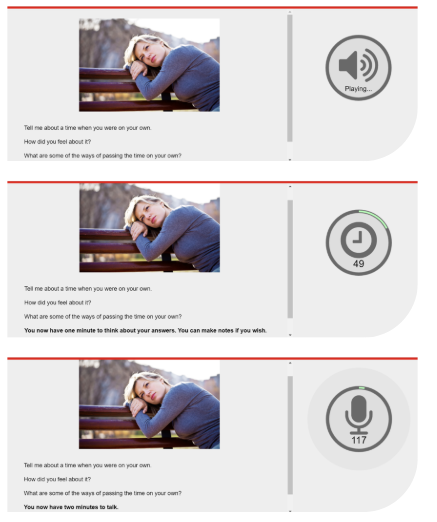 Playing...
Tell me about a time when you were on your own.
How did you feel about it?
What are some of the ways of passing the time on your own?
49
Tell me about a time when you were on your own.
How did you feel about it?
What are some of the ways of passing the time on your own?
You now have one minute to think about your answers. You can make notes if you wish.
117
Tell me about a time when you were on your own.
How did you feel about it?
What are some of the ways of passing the time on your own?
You now have two minutes to talk.